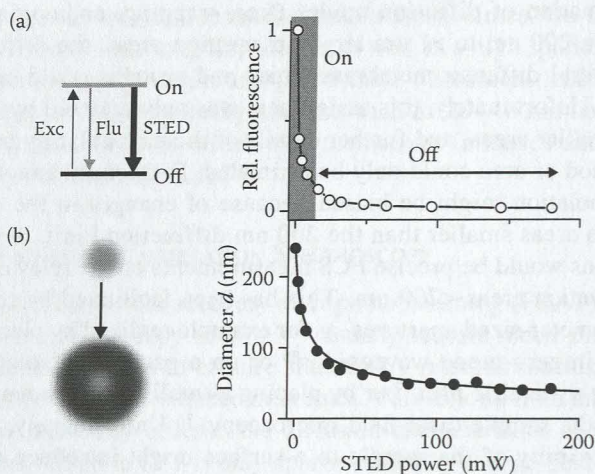 (a)
On
Exc
Flu
STED
Off
(b)
1
0
Rel. fluorescence
On
Off
200
100
0
Diameter d (nm)
0
100
200
STED power (mW)